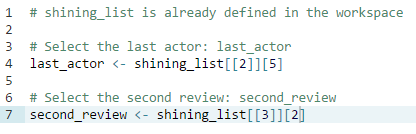 1 # shining_list is already defined in the workspace
2
3 # Select the last actor: last_actor
4 last_actor <- shining_list[[2]][5]
5
6 # Select the second review: second_review
7 second_review <- shining_list[[3]][2]